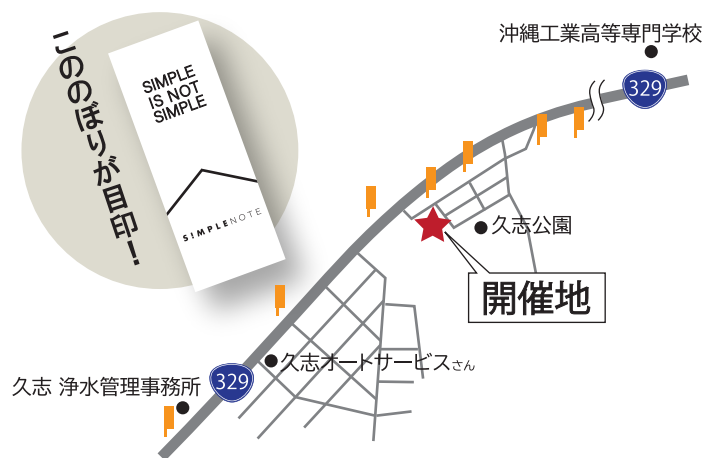 こののぼりが目印！
SIMPLE
IS NOT
SIMPLE
S!MPLENOTE
沖縄工業高等専門学校
329
久志公園
開催地
久志オートサービスさん
329
久志 浄水管理事務所